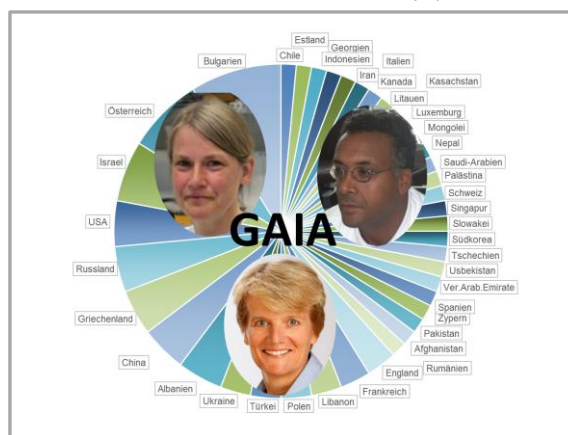 Estland
Georgien
Chile
Indonesien
Italien
Bulgarien
Iran
Kanada
Kasachstan
Litauen
Österreich
Luxemburg
Mongolei
Nepal
Israel
Saudi-Arabien
Palästina
Schweiz
USA
Singapur
GAIA
Slowakei
Südkorea
Russland
Tschechien
Usbekistan
Ver.Arab.Emirate
Griechenland
Spanien
Zypern
Pakistan
China
Afghanistan
Rumänien
Albanien
England
Frankreich
Ukraine
Libanon
Türkei
Polen